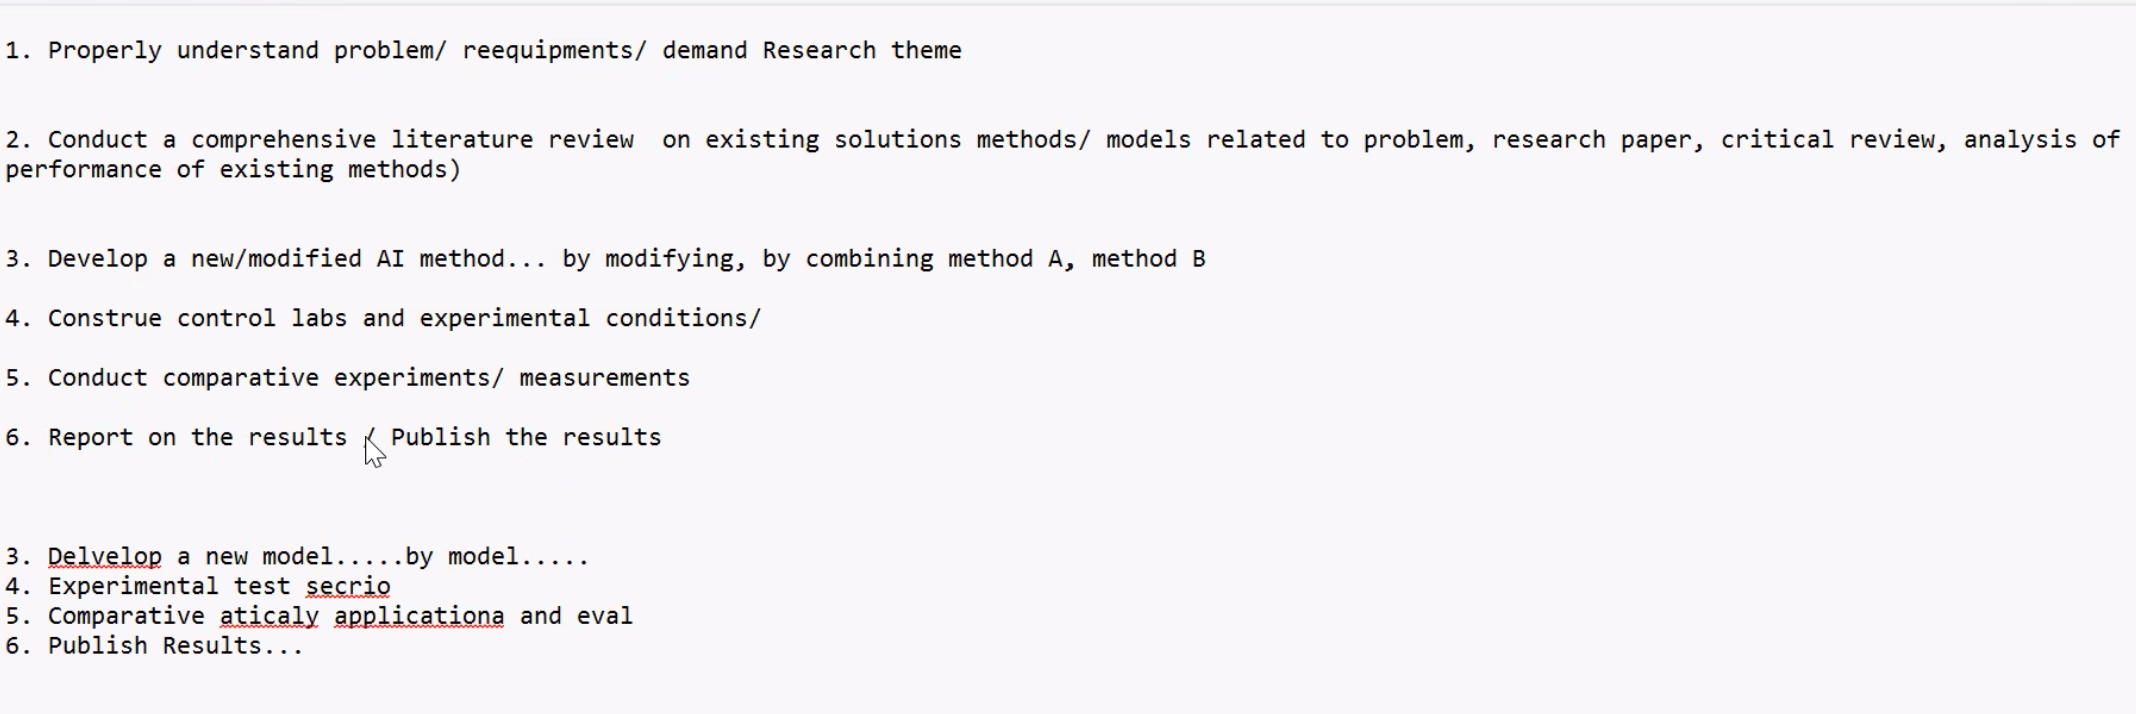 1. Properly understand problem/ reequipments/ demand Research theme
2. Conduct a comprehensive literature review  on existing solutions methods/ models related to problem, research paper, critical review, analysis of
performance of existing methods)
3. Develop a new/modified AI method... by modifying, by combining method A, method B
4. Construe control labs and experimental conditions/
5. Conduct comparative experiments/ measurements
6. Report on the results / Publish the results
3. Delvelop a new model.....by model.....
4. Experimental test secrio
5. Comparative aticaly applicationa and eval
6. Publish Results...